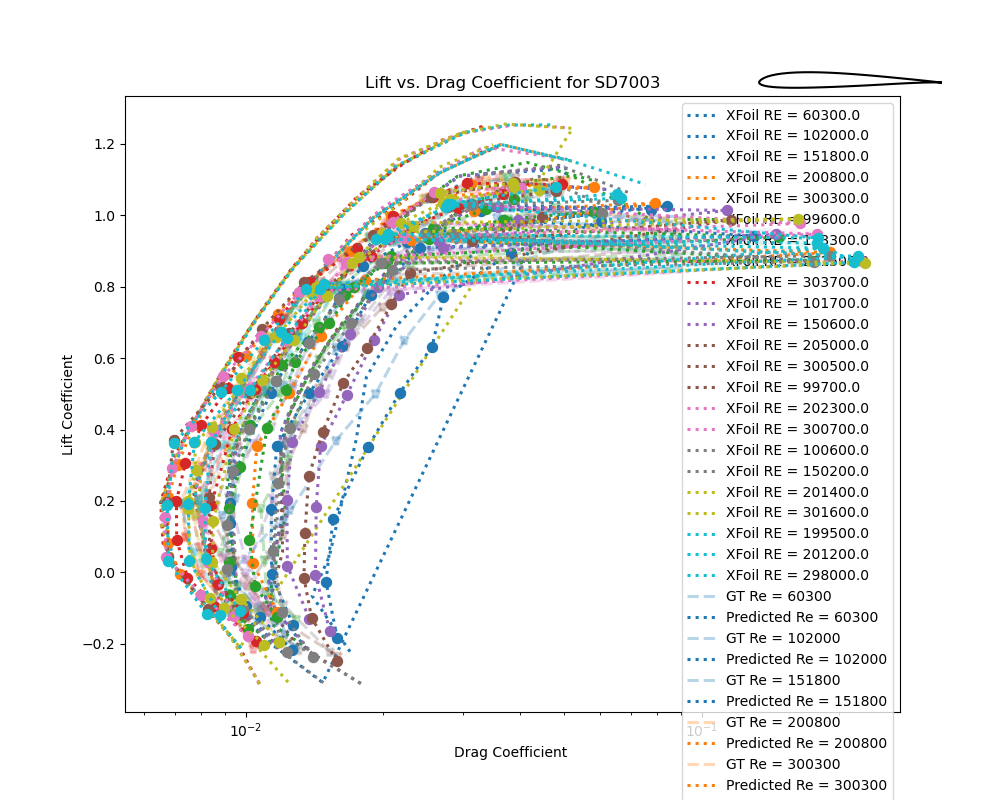 Lift vs. Drag Coefficient for SD7003
1.2
1.0
0.8
0.6
0.4
0.2
0.0
−0.2
Lift Coefficient
10⁻²
10⁻¹
Drag Coefficient
XFoil RE = 60300.0
XFoil RE = 102000.0
XFoil RE = 151800.0
XFoil RE = 200800.0
XFoil RE = 300300.0
XFoil RE = 99600.0
XFoil RE
XFoil RE
XFoil RE = 303700.0
XFoil RE = 101700.0
XFoil RE = 150600.0
XFoil RE = 205000.0
XFoil RE = 300500.0
XFoil RE = 99700.0
XFoil RE = 202300.0
XFoil RE = 300700.0
XFoil RE = 100600.0
XFoil RE = 150200.0
XFoil RE = 201400.0
XFoil RE = 301600.0
XFoil RE = 199500.0
XFoil RE = 201200.0
XFoil RE = 298000.0
GT Re = 60300
Predicted Re = 60300
GT Re = 102000
Predicted Re = 102000
GT Re = 151800
Predicted Re = 151800
GT Re = 200800
Predicted Re = 200800
GT Re = 300300
Predicted Re = 300300